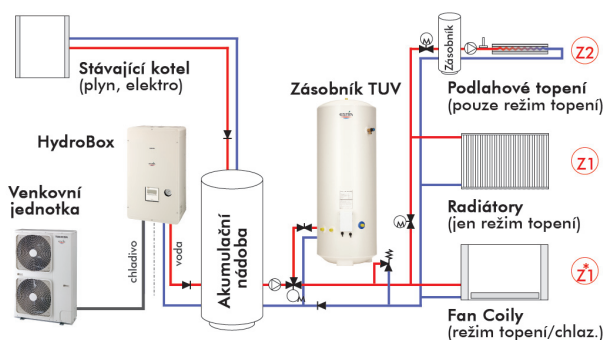 Stávající kotel
(plyn, elektro)
HydroBox
Venkovní
jednotka
chladivo
voda
Akumulační
nádoba
Zásobník TUV
Zásobník
M
M
M
Podlahové topení
(pouze režim topení)
Z2
Radiátory
(jen režim topení)
Z1
Fan Coily
(režim topení/chlaz.)
Z*1